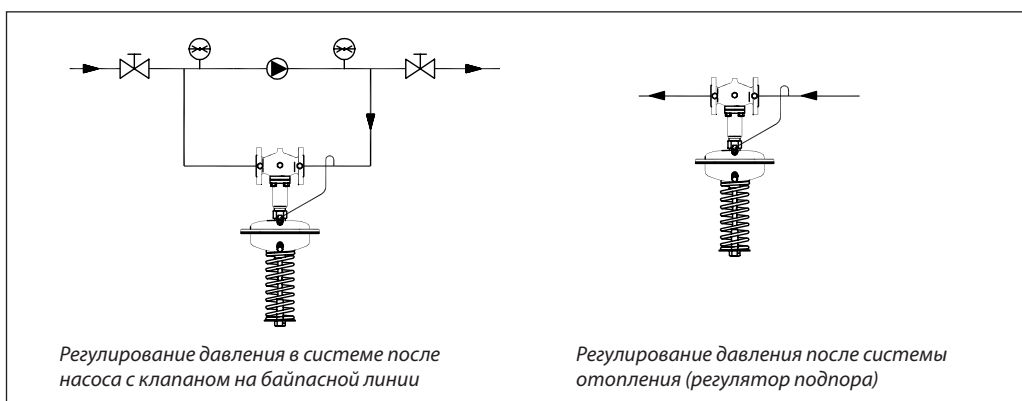 Регулирование давления в системе после
насоса с клапаном на байпасной линии
Регулирование давления после системы
отопления (регулятор подпора)